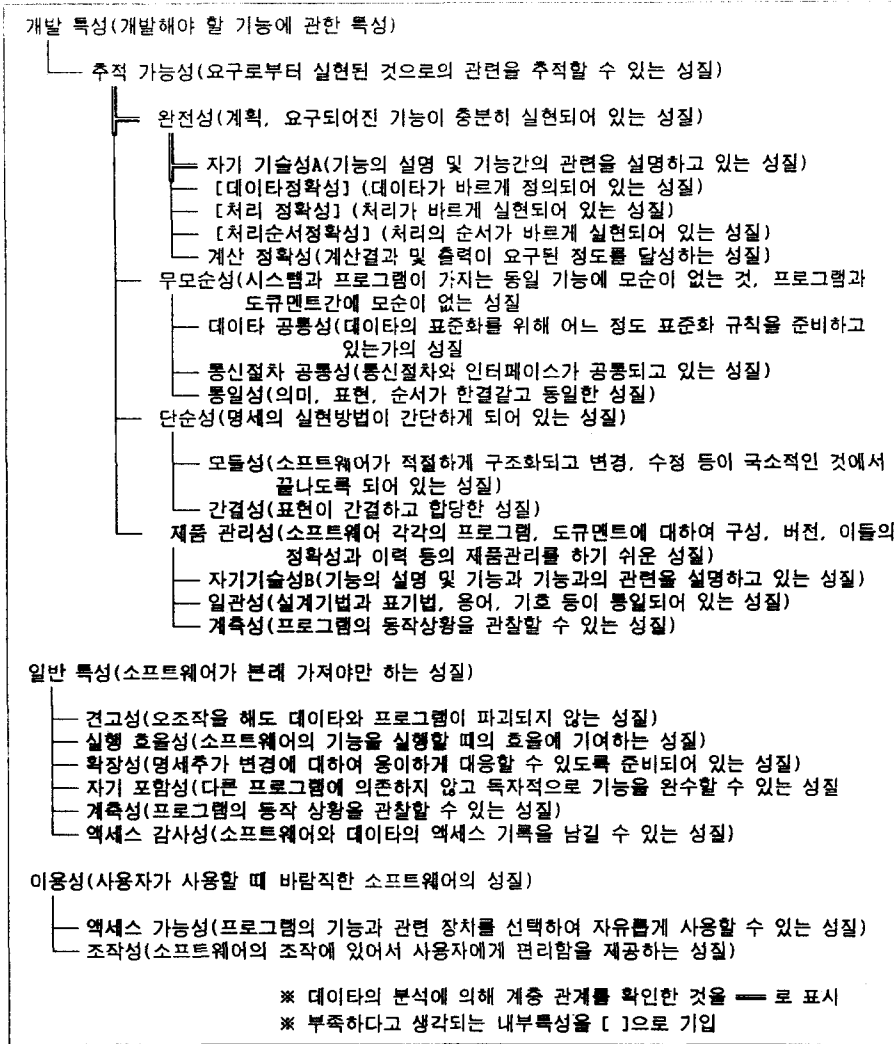 개발 특성(개발해야 할 기능에 관한 특성)
추적 가능성(요구로부터 실현된 것으로의 관련을 추적할 수 있는 성질)
완전성(계획, 요구되어진 기능이 충분히 실현되어 있는 성질)
자기 기술성A(기능의 설명 및 기능간의 관련을 설명하고 있는 성질)
[데이타정확성] (데이타가 바르게 정의되어 있는 성질)
[처리 정확성] (처리가 바르게 실현되어 있는 성질)
[처리순서정확성] (처리의 순서가 바르게 실현되어 있는 성질)
계산 정확성(계산결과 및 출력이 요구된 정도를 달성하는 성질)
무모순성(시스템과 프로그램이 가지는 동일 기능에 모순이 없는 것, 프로그램과
도큐멘트간에 모순이 없는 성질
데이타 공통성(데이타의 표준화를 위해 어느 정도 표준화 규칙을 준비하고
있는가의 성질
통신절차 공통성(통신절차와 인터페이스가 공통되고 있는 성질)
통일성(의미, 표현, 순서가 한결같고 동일한 성질)
단순성(명세의 실현방법이 간단하게 되어 있는 성질)
모듈성(소프트웨어가 적절하게 구조화되고 변경, 수정 등이 국소적인 것에서
끝나도록 되어 있는 성질)
간결성(표현이 간결하고 합당한 성질)
제품 관리성(소프트웨어 각각의 프로그램, 도큐멘트에 대하여 구성, 버전, 이들의
정확성과 이력 등의 제품관리를 하기 쉬운 성질)
자기기술성B(기능의 설명 및 기능과 기능과의 관련을 설명하고 있는 성질)
일관성(설계기법과 표기법, 용어, 기호 등이 통일되어 있는 성질)
계측성(프로그램의 동작상황을 관찰할 수 있는 성질)
일반 특성(소프트웨어가 본래 가져야만 하는 성질)
견고성(오조작을 해도 데이타와 프로그램이 파괴되지 않는 성질)
실행 효율성(소프트웨어의 기능을 실행할 때의 효율에 기여하는 성질)
확장성(명세추가 변경에 대하여 용이하게 대응할 수 있도록 준비되어 있는 성질)
자기 포함성(다른 프로그램에 의존하지 않고 독자적으로 기능을 완수할 수 있는 성질
계측성(프로그램의 동작 상황을 관찰할 수 있는 성질)
액세스 감사성(소프트웨어와 데이타의 액세스 기록을 남길 수 있는 성질)
이용성(사용자가 사용할 때 바람직한 소프트웨어의 성질)
액세스 가능성(프로그램의 기능과 관련 장치를 선택하여 자유롭게 사용할 수 있는 성질)
조작성(소프트웨어의 조작에 있어서 사용자에게 편리함을 제공하는 성질)
※ 데이타의 분석에 의해 계층 관계를 확인한 것을 ══ 로 표시
※ 부족하다고 생각되는 내부특성을 [ ]으로 기입